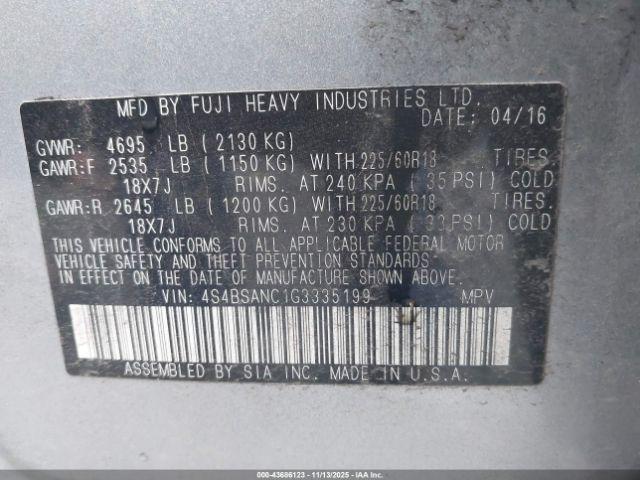 MFD BY FUJI HEAVY INDUSTRIES LTD.
DATE: 04/16
GVWR: 4695 LB ( 2130 KG)
GAWR:F 2535 LB ( 1150 KG) WITH 225/60R18 TIRES
18X7J RIMS. AT 240 KPA ( 35 PSI) COLD
GAWR:R 2645 LB ( 1200 KG) WITH 225/60R18 TIRES.
18X7J RIMS. AT 230 KPA ( 33 PSI) COLD
THIS VEHICLE CONFORMS TO ALL APPLICABLE FEDERAL MOTOR
VEHICLE SAFETY AND THEFT PREVENTION STANDARDS
IN EFFECT ON THE DATE OF MANUFACTURE SHOWN ABOVE.
VIN: 4S4BSANC1G3335199 MPV
ASSEMBLED BY SIA INC. MADE IN U.S.A.
000-43686123 - 11/13/2025 - IAAI.COM